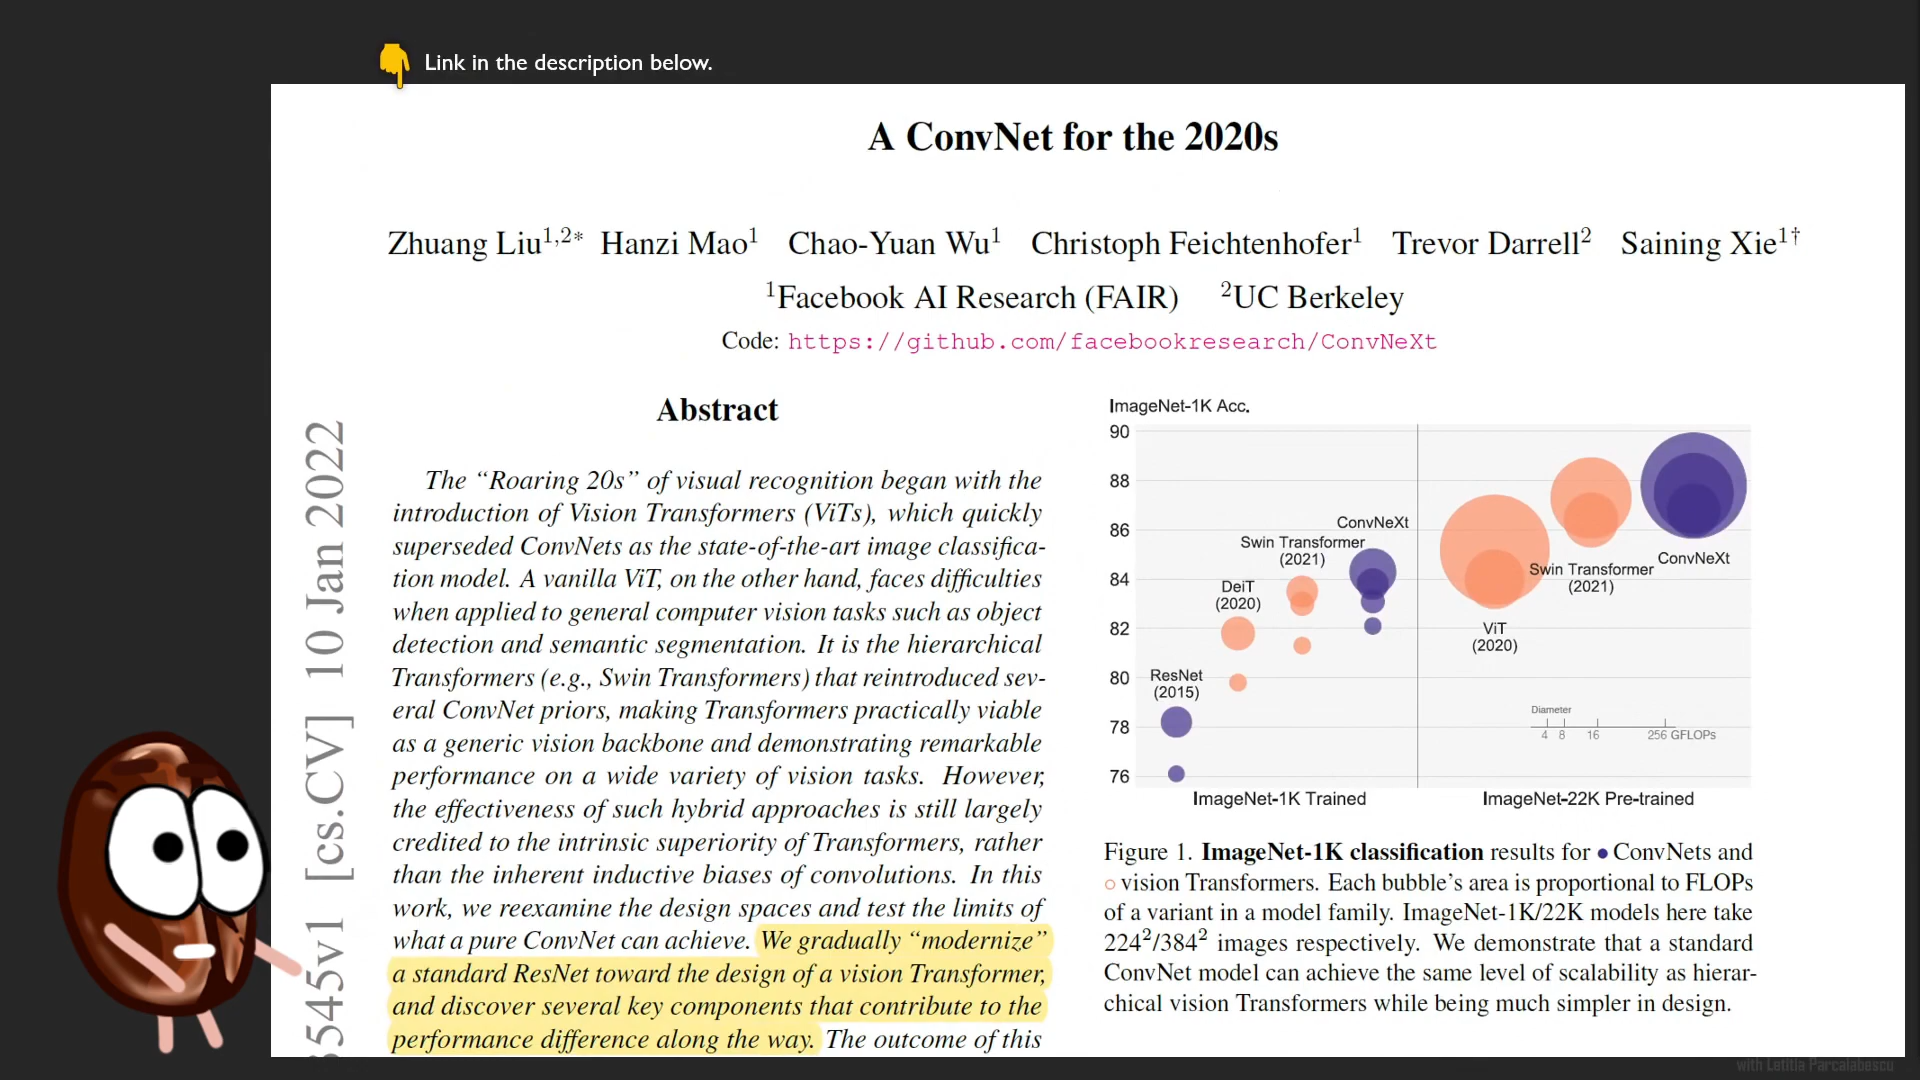 Link in the description below.
A ConvNet for the 2020s
Zhuang Liu1,2* Hanzi Mao1 Chao-Yuan Wu1 Christoph Feichtenhofer1 Trevor Darrell2 Saining Xie1†
1Facebook AI Research (FAIR) 2UC Berkeley
Code: https://github.com/facebookresearch/ConvNeXt
Abstract
The “Roaring 20s” of visual recognition began with the
introduction of Vision Transformers (ViTs), which quickly
superseded ConvNets as the state-of-the-art image classifica-
tion model. A vanilla ViT, on the other hand, faces difficulties
when applied to general computer vision tasks such as object
detection and semantic segmentation. It is the hierarchical
Transformers (e.g., Swin Transformers) that reintroduced sev-
eral ConvNet priors, making Transformers practically viable
as a generic vision backbone and demonstrating remarkable
performance on a wide variety of vision tasks. However,
the effectiveness of such hybrid approaches is still largely
credited to the intrinsic superiority of Transformers, rather
than the inherent inductive biases of convolutions. In this
work, we reexamine the design spaces and test the limits of
what a pure ConvNet can achieve. We gradually “modernize”
a standard ResNet toward the design of a vision Transformer,
and discover several key components that contribute to the
performance difference along the way. The outcome of this
3545v1 [cs.CV] 10 Jan 2022
ImageNet-1K Acc.
90
88
86
84
82
80
78
76
ResNet
(2015)
DeiT
(2020)
Swin Transformer
(2021)
ConvNeXt
ViT
(2020)
Swin Transformer
(2021)
ConvNeXt
Diameter
4 8 16 256 GFLOPs
ImageNet-1K Trained
ImageNet-22K Pre-trained
Figure 1. ImageNet-1K classification results for • ConvNets and
○ vision Transformers. Each bubble’s area is proportional to FLOPs
of a variant in a model family. ImageNet-1K/22K models here take
224²/384² images respectively. We demonstrate that a standard
ConvNet model can achieve the same level of scalability as hierar-
chical vision Transformers while being much simpler in design.
with Letitia Parcalabescu